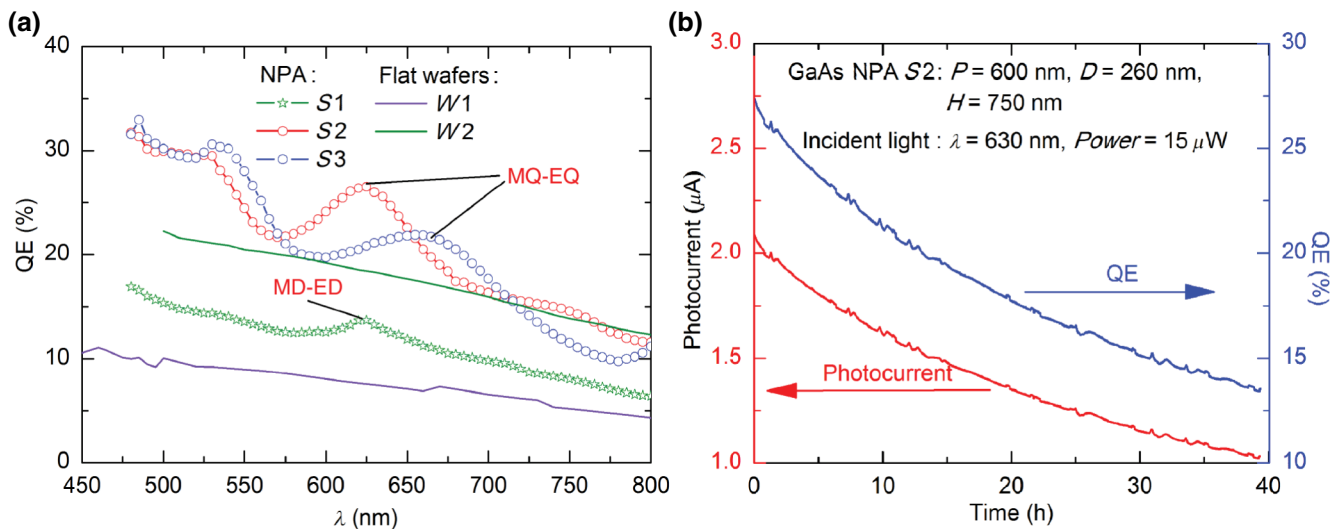 (a)
40
30
20
10
0
QE (%)
NPA :
Flat wafers:
S1
W1
S2
W2
S3
MQ-EQ
MD-ED
450 500 550 600 650 700 750 800
λ (nm)
(b)
3.0
2.5
2.0
1.5
1.0
Photocurrent (μA)
GaAs NPA S2: P = 600 nm, D = 260 nm,
H = 750 nm
Incident light : λ = 630 nm, Power = 15 μW
QE
Photocurrent
30
25
20
15
10
QE (%)
0 10 20 30 40
Time (h)